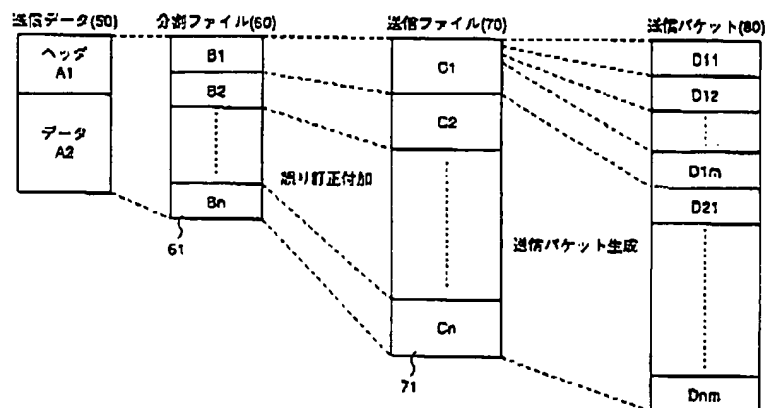 送信データ(50)
ヘッダ
A1
データ
A2
分割ファイル(60)
B1
B2
Bn
61
誤り訂正付加
送信ファイル(70)
C1
C2
Cn
71
送信パケット生成
送信パケット(80)
D11
D12
D1m
D21
Dnm